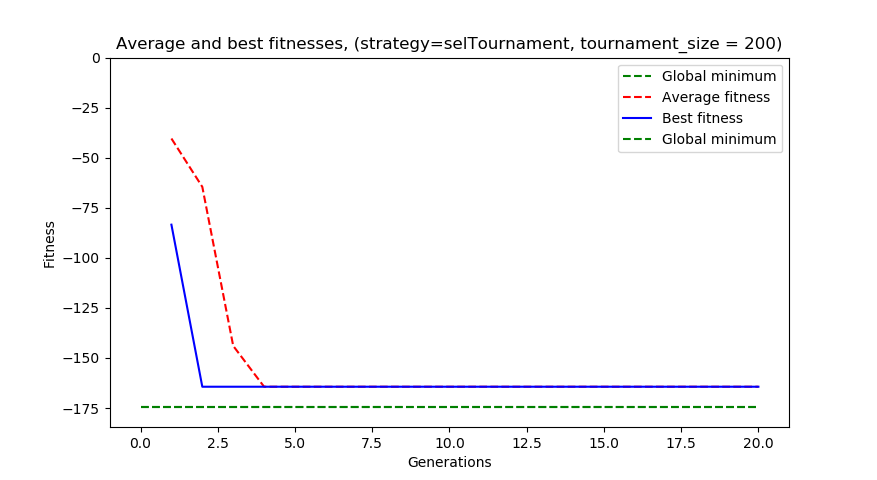 Average and best fitnesses, (strategy=selTournament, tournament_size = 200)
0
−25
−50
−75
−100
−125
−150
−175
Fitness
Global minimum
Average fitness
Best fitness
Global minimum
0.0 2.5 5.0 7.5 10.0 12.5 15.0 17.5 20.0
Generations